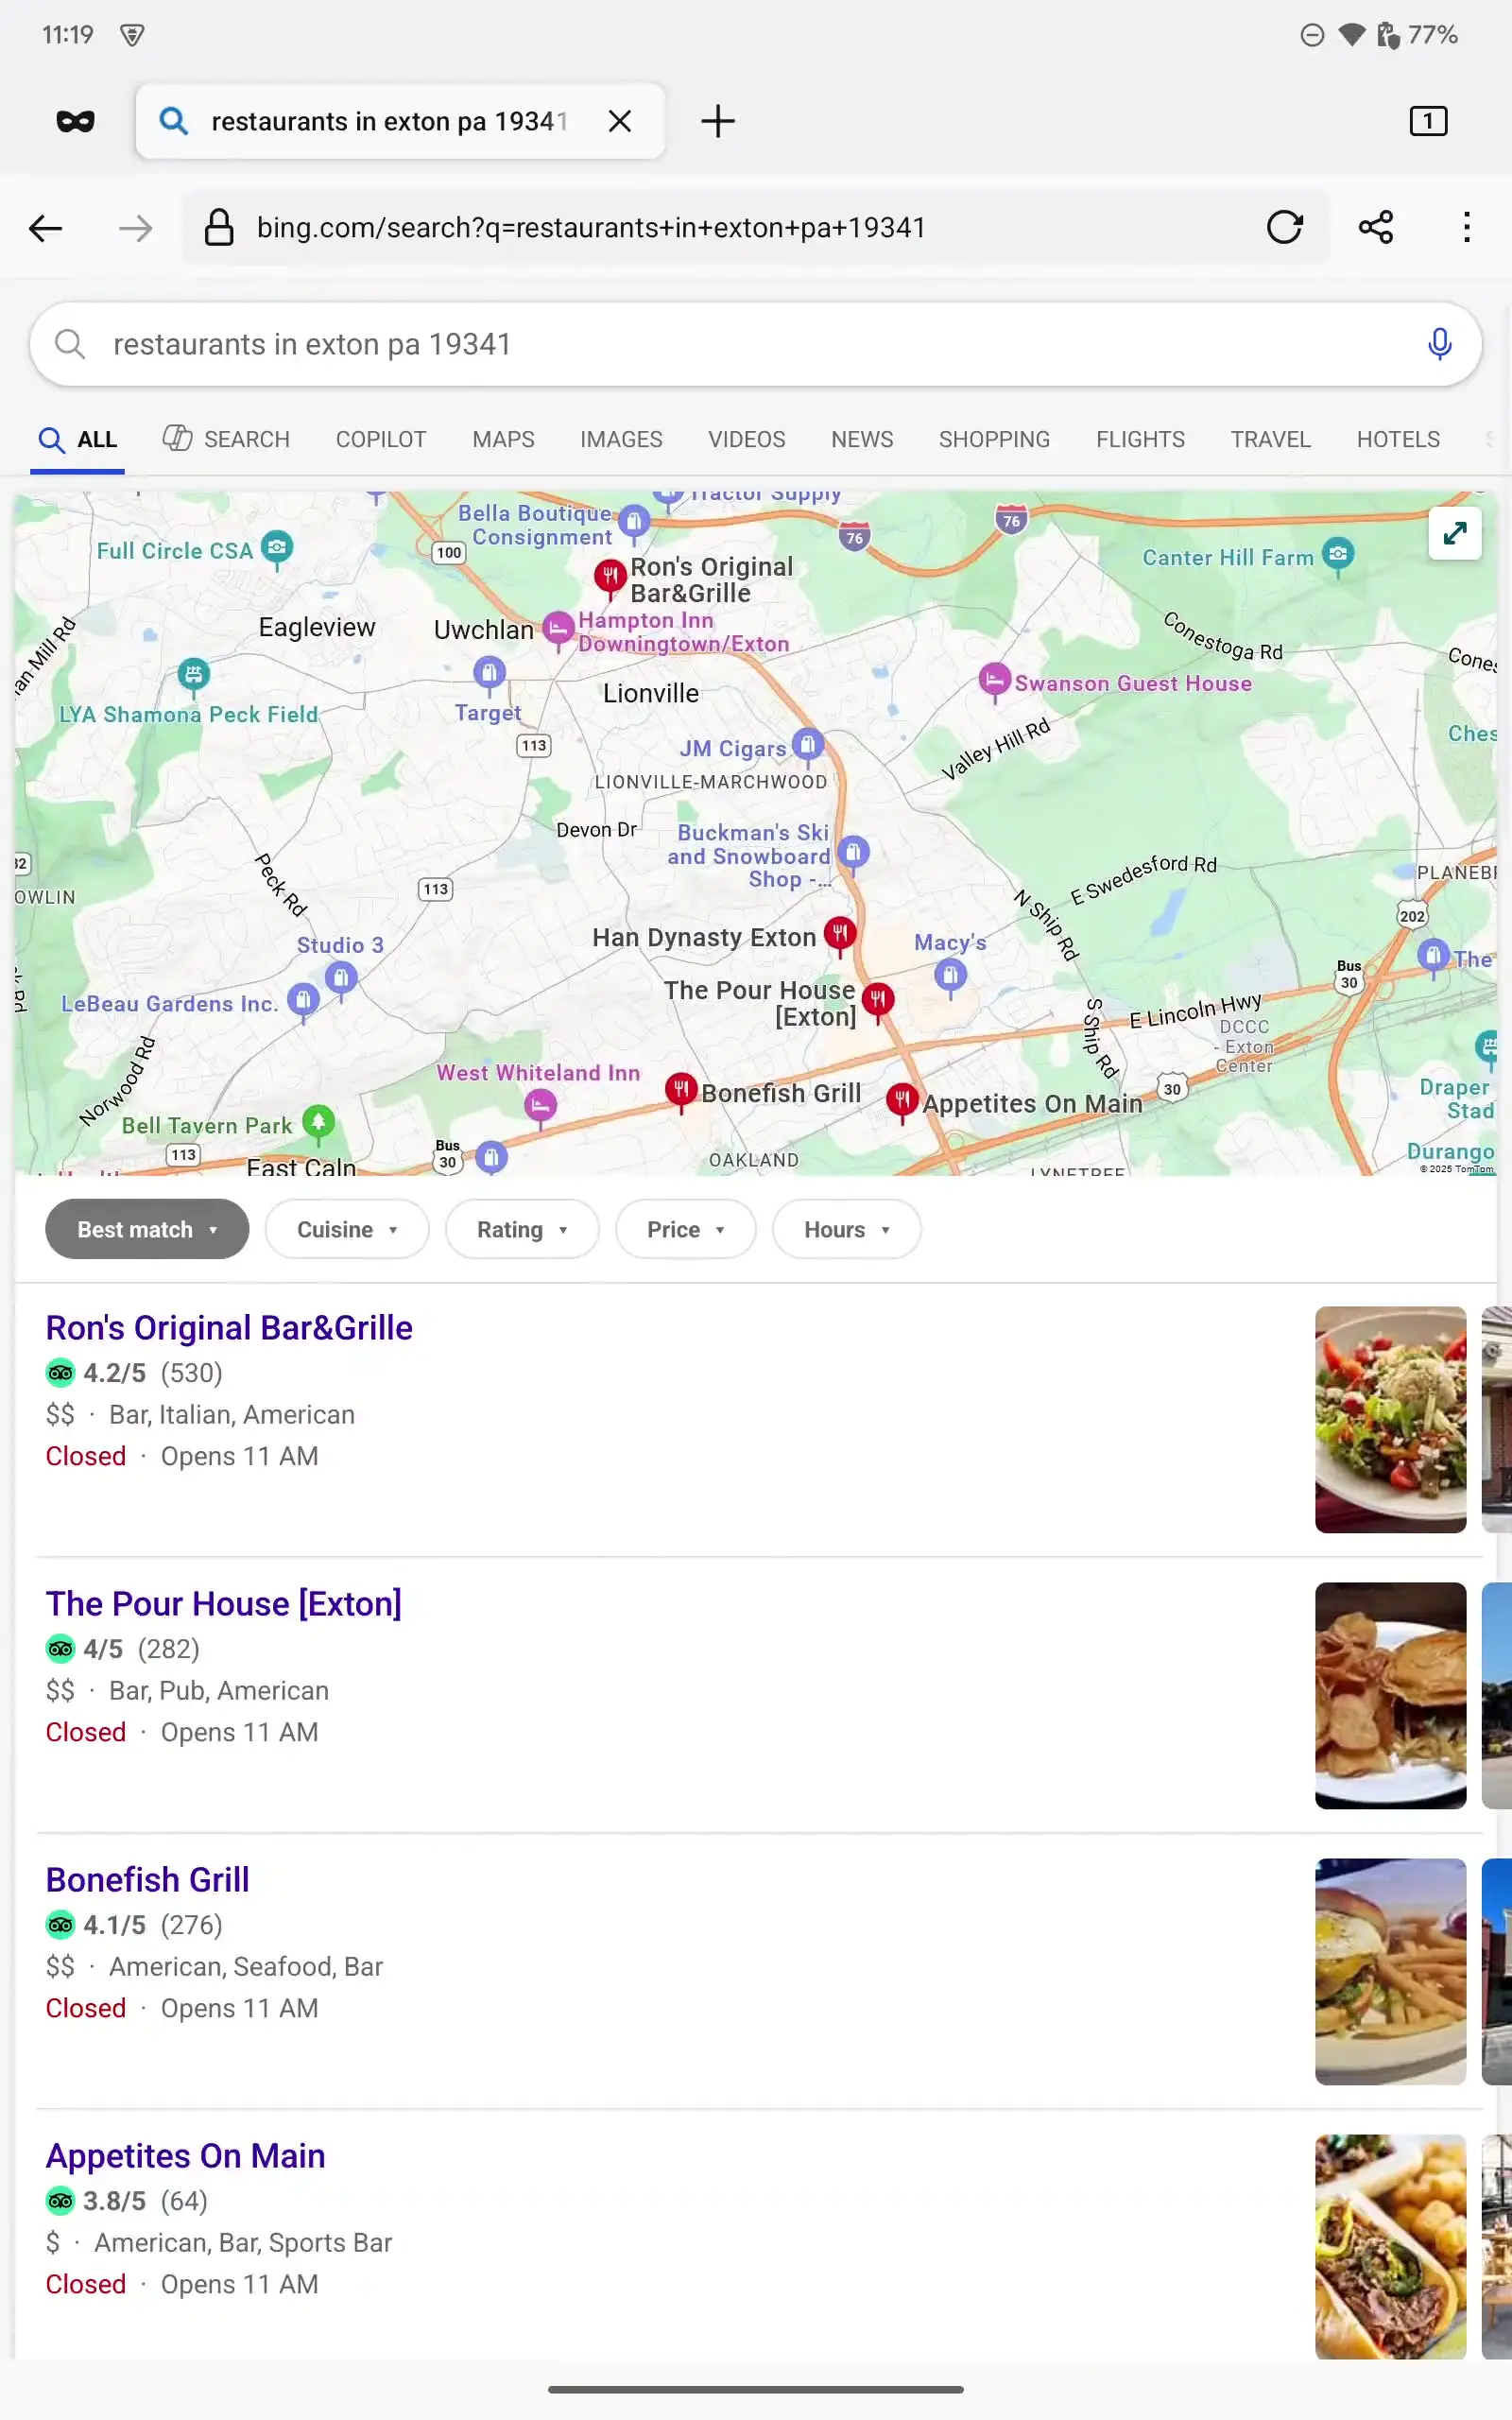 11:19
77%
restaurants in exton pa 19341
1
bing.com/search?q=restaurants+in+exton+pa+19341
restaurants in exton pa 19341
ALL SEARCH COPILOT MAPS IMAGES VIDEOS NEWS SHOPPING FLIGHTS TRAVEL HOTELS
Tractor Supply
Bella Boutique
Consignment
76
76
Full Circle CSA
100
Canter Hill Farm
Ron's Original
Bar&Grille
Eagleview
Uwchlan
Hampton Inn
Downingtown/Exton
Conestoga Rd
an Mill Rd
Cones
Swanson Guest House
Lionville
LYA Shamona Peck Field
Target
Ches
113
JM Cigars
Valley Hill Rd
LIONVILLE-MARCHWOOD
Devon Dr
Buckman's Ski
and Snowboard
Shop -...
32
E Swedesford Rd
PLANEB
OWLIN
Peck Rd
113
N Ship Rd
202
Han Dynasty Exton
Macy's
Studio 3
The
Bus
30
The Pour House
[Exton]
LeBeau Gardens Inc.
E Lincoln Hwy
S Ship Rd
DCCC
- Exton
Center
Norwood Rd
West Whiteland Inn
Bonefish Grill
Appetites On Main
30
Draper
Stad
Bell Tavern Park
113
East Caln
Bus
30
OAKLAND
LYNETREE
Durango
© 2025 TomTom
Best match Cuisine Rating Price Hours
Ron's Original Bar&Grille
4.2/5 (530)
$$ · Bar, Italian, American
Closed · Opens 11 AM
The Pour House [Exton]
4/5 (282)
$$ · Bar, Pub, American
Closed · Opens 11 AM
Bonefish Grill
4.1/5 (276)
$$ · American, Seafood, Bar
Closed · Opens 11 AM
Appetites On Main
3.8/5 (64)
$ · American, Bar, Sports Bar
Closed · Opens 11 AM